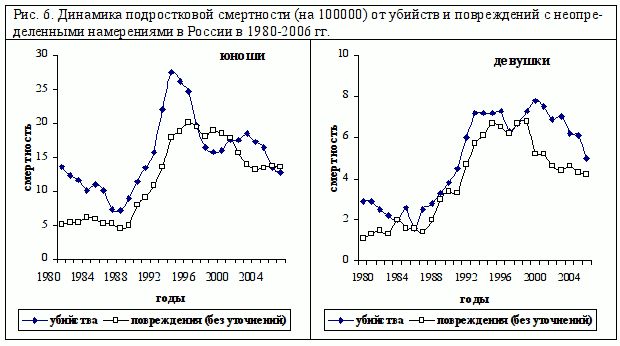 Рис. 6. Динамика подростковой смертности (на 100000) от убийств и повреждений с неопре-
деленными намерениями в России в 1980-2006 гг.
юноши
смертность
30
25
20
15
10
5
0
1980 1984 1988 1992 1996 2000 2004
годы
убийства повреждения (без уточнений)
девушки
смертность
10
8
6
4
2
0
1980 1984 1988 1992 1996 2000 2004
годы
убийства повреждения (без уточнений)